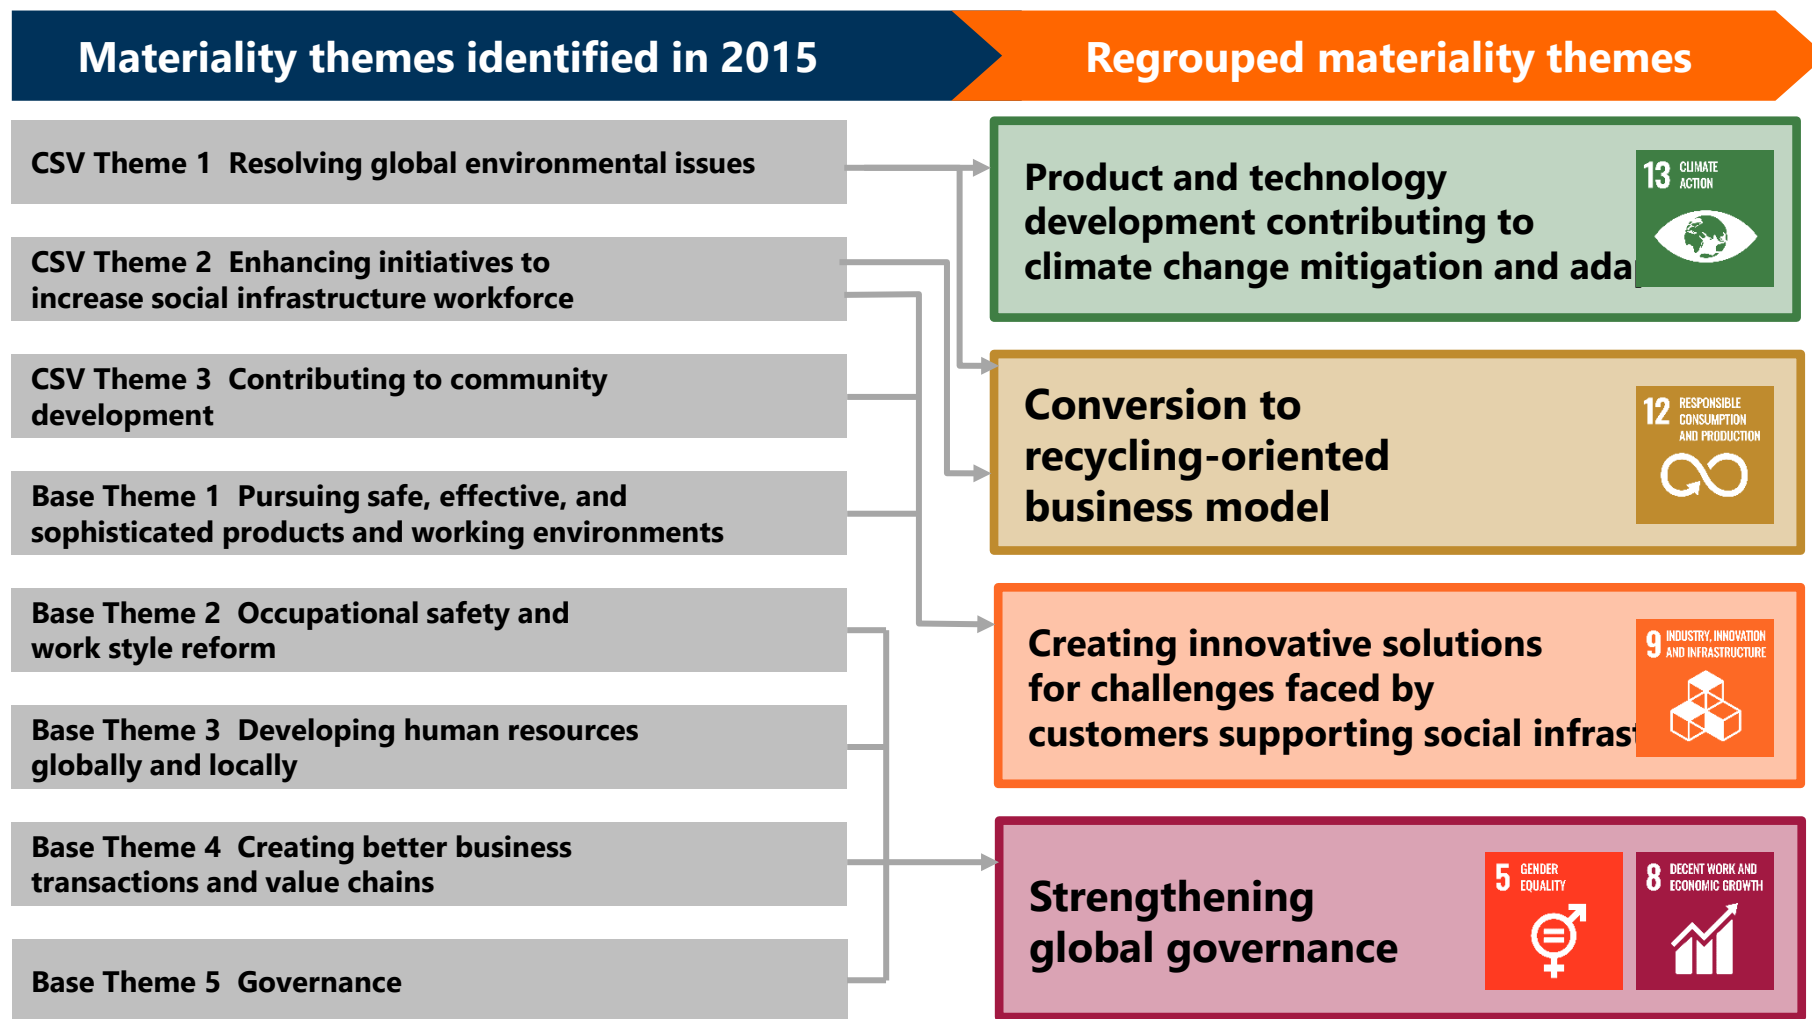 Materiality themes identified in 2015
Regrouped materiality themes
CSV Theme 1 Resolving global environmental issues
CSV Theme 2 Enhancing initiatives to
increase social infrastructure workforce
CSV Theme 3 Contributing to community
development
Base Theme 1 Pursuing safe, effective, and
sophisticated products and working environments
Base Theme 2 Occupational safety and
work style reform
Base Theme 3 Developing human resources
globally and locally
Base Theme 4 Creating better business
transactions and value chains
Base Theme 5 Governance
Product and technology
development contributing to
climate change mitigation and
13 CLIMATE
ACTION
Conversion to
recycling-oriented
business model
12 RESPONSIBLE
CONSUMPTION
AND PRODUCTION
Creating innovative solutions
for challenges faced by
customers supporting social
9 INDUSTRY, INNOVATION
AND INFRASTRUCTURE
Strengthening
global governance
5 GENDER
EQUALITY
8 DECENT WORK AND
ECONOMIC GROWTH